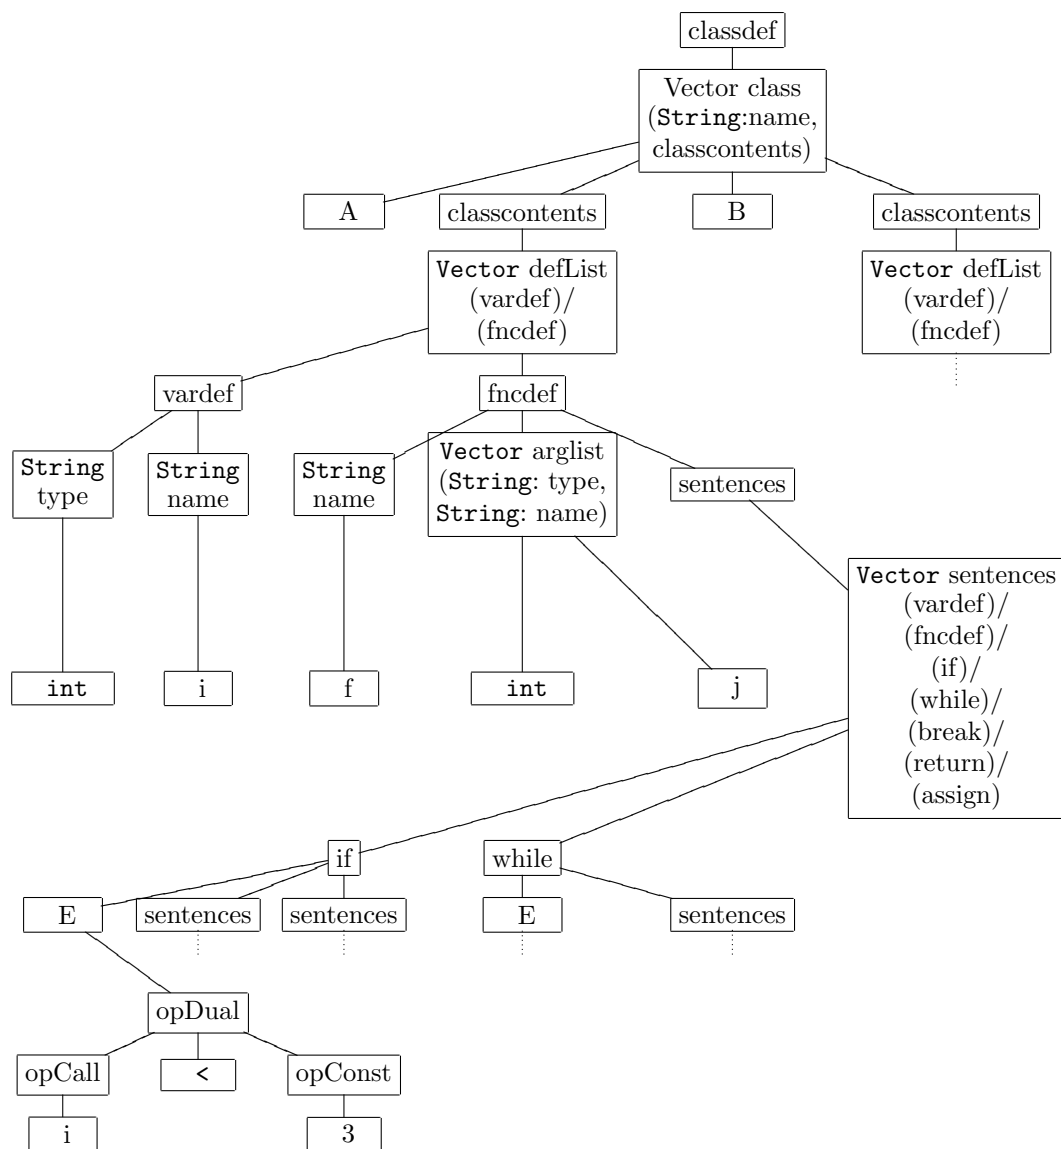 classdef
Vector class
(String:name,
classcontents)
A
classcontents
B
classcontents
Vector defList
(vardef)/
(fncdef)
Vector defList
(vardef)/
(fncdef)
vardef
fncdef
String
type
String
name
String
name
Vector arglist
(String: type,
String: name)
sentences
Vector sentences
(vardef)/
(fncdef)/
(if)/
(while)/
(break)/
(return)/
(assign)
int
i
f
int
j
if
while
E
sentences
sentences
E
sentences
opDual
opCall
<
opConst
i
3